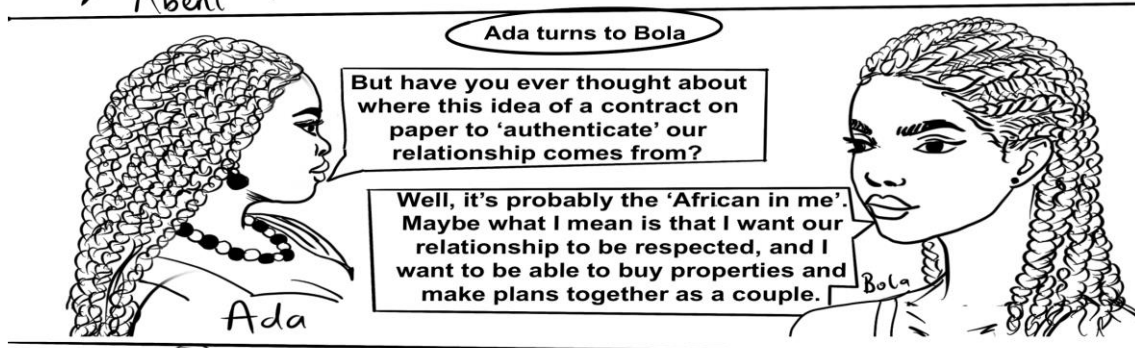 Abeni
Ada turns to Bola
But have you ever thought about
where this idea of a contract on
paper to ‘authenticate’ our
relationship comes from?
Well, it’s probably the ‘African in me’.
Maybe what I mean is that I want our
relationship to be respected, and I
want to be able to buy properties and
make plans together as a couple.
Bola
Ada